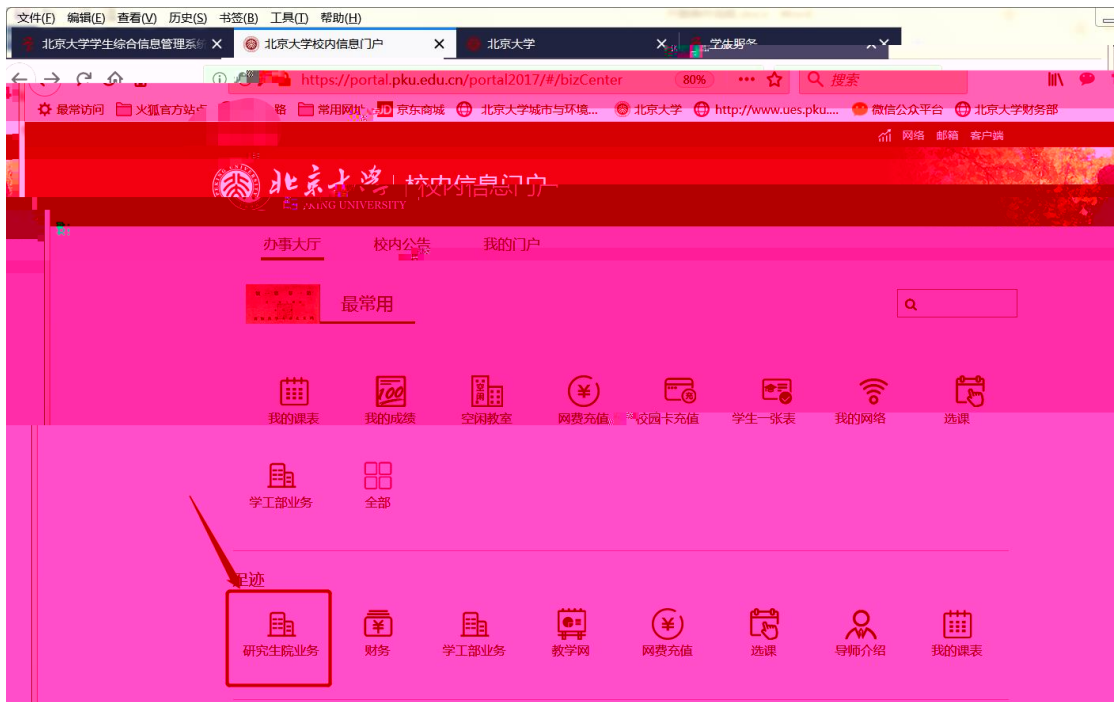 文件(F) 编辑(E) 查看(V) 历史(S) 书签(B) 工具(T) 帮助(H)
北京大学学生综合信息管理系统 北京大学校内信息门户 北京大学
https://portal.pku.edu.cn/portal2017/#/bizCenter 80% 搜索
最常访问 火狐官方站点 常用网址 JD 京东商城 北京大学城市与环境... 北京大学 http://www.ues.pku.... 微信公众平台 北京大学财务部
网络 邮箱 客户端
北京大学 校内信息门户
PEKING UNIVERSITY
办事大厅 校内公告 我的门户
最常用
我的课表 我的成绩 空闲教室 网费充值 校园卡充值 学生一张表 我的网络 选课
学工部业务 全部
足迹
研究生院业务 财务 学工部业务 教学网 网费充值 选课 导师介绍 我的课表